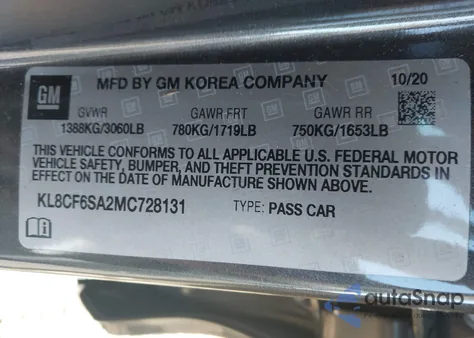 GM
MFD BY GM KOREA COMPANY
10/20
GVWR GAWR FRT GAWR RR
1388KG/3060LB 780KG/1719LB 750KG/1653LB
THIS VEHICLE CONFORMS TO ALL APPLICABLE U.S. FEDERAL MOTOR
VEHICLE SAFETY, BUMPER, AND THEFT PREVENTION STANDARDS IN
EFFECT ON THE DATE OF MANUFACTURE SHOWN ABOVE.
KL8CF6SA2MC728131 TYPE: PASS CAR
autoSnap